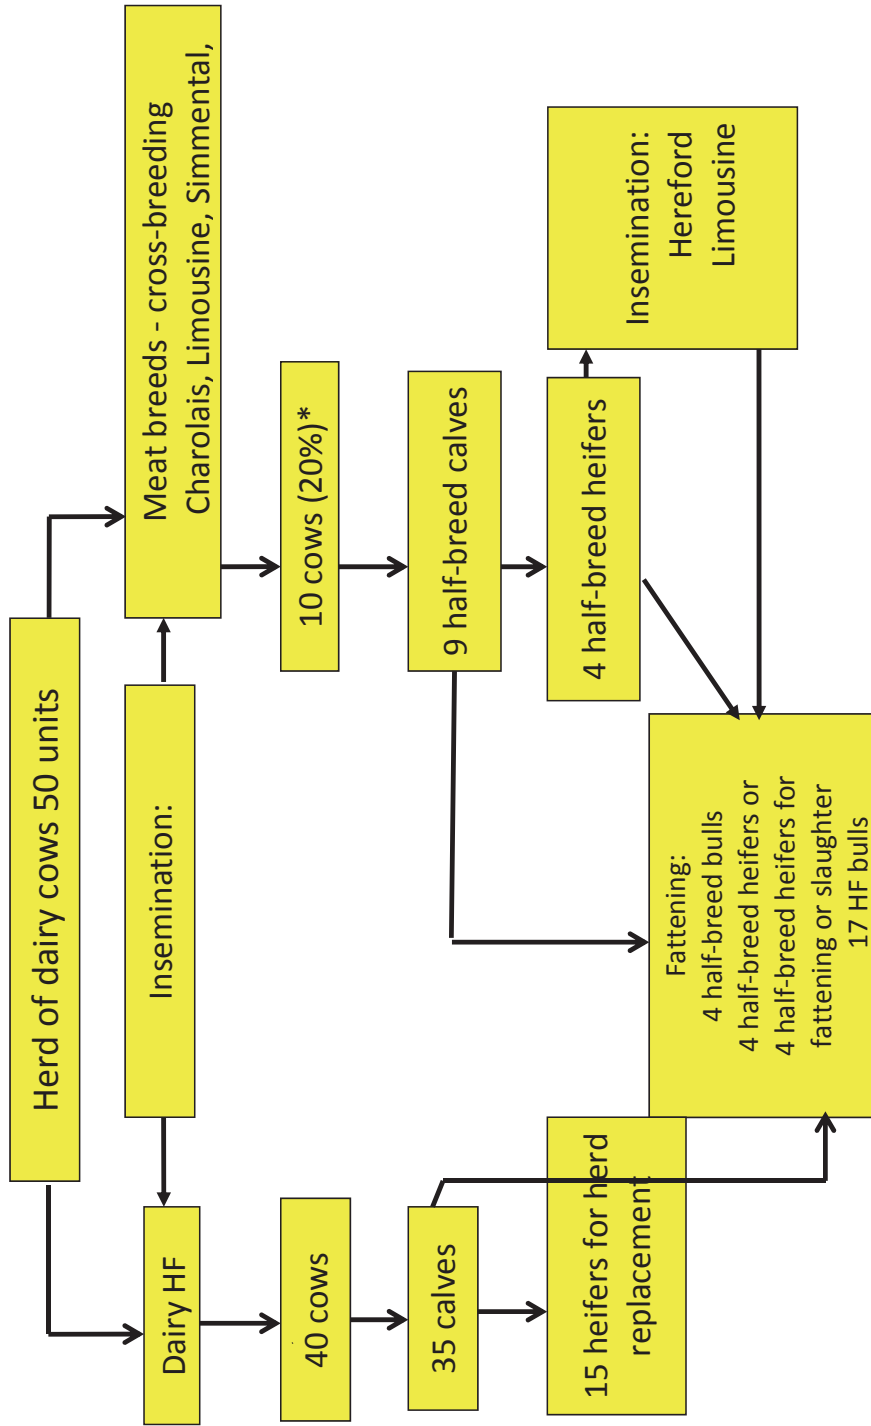 Herd of dairy cows 50 units
Dairy HF
Insemination:
Meat breeds - cross-breeding
Charolais, Limousine, Simmental,
40 cows
10 cows (20%)*
35 calves
9 half-breed calves
15 heifers for herd
replacement
4 half-breed heifers
Insemination:
Hereford
Limousine
Fattening:
4 half-breed bulls
4 half-breed heifers or
4 half-breed heifers for
fattening or slaughter
17 HF bulls